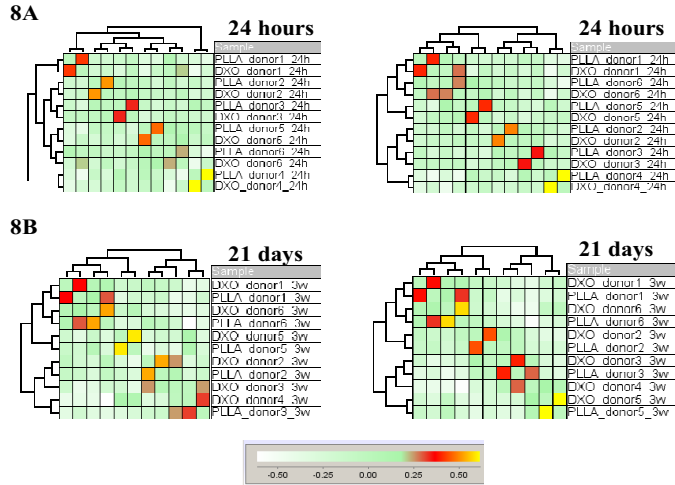 8A
24 hours
Sample
PLLA_donor1_24h
DXO_donor1_24h
PLLA_donor2_24h
DXO_donor2_24h
PLLA_donor3_24h
DXO_donor3_24h
PLLA_donor5_24h
DXO_donor5_24h
PLLA_donor6_24h
DXO_donor6_24h
PLLA_donor4_24h
DXO_donor4_24h
24 hours
Sample
PLLA_donor1_24h
DXO_donor1_24h
PLLA_donor6_24h
DXO_donor6_24h
PLLA_donor5_24h
DXO_donor5_24h
PLLA_donor2_24h
DXO_donor2_24h
PLLA_donor3_24h
DXO_donor3_24h
PLLA_donor4_24h
DXO_donor4_24h
8B
21 days
Sample
DXO_donor1_3w
PLLA_donor1_3w
DXO_donor6_3w
PLLA_donor6_3w
DXO_donor5_3w
PLLA_donor5_3w
DXO_donor2_3w
PLLA_donor2_3w
DXO_donor3_3w
DXO_donor4_3w
PLLA_donor3_3w
21 days
Sample
DXO_donor1_3w
PLLA_donor1_3w
DXO_donor6_3w
PLLA_donor6_3w
DXO_donor2_3w
PLLA_donor2_3w
DXO_donor3_3w
PLLA_donor3_3w
DXO_donor4_3w
DXO_donor5_3w
PLLA_donor5_3w
-0.50 -0.25 0.00 0.25 0.50